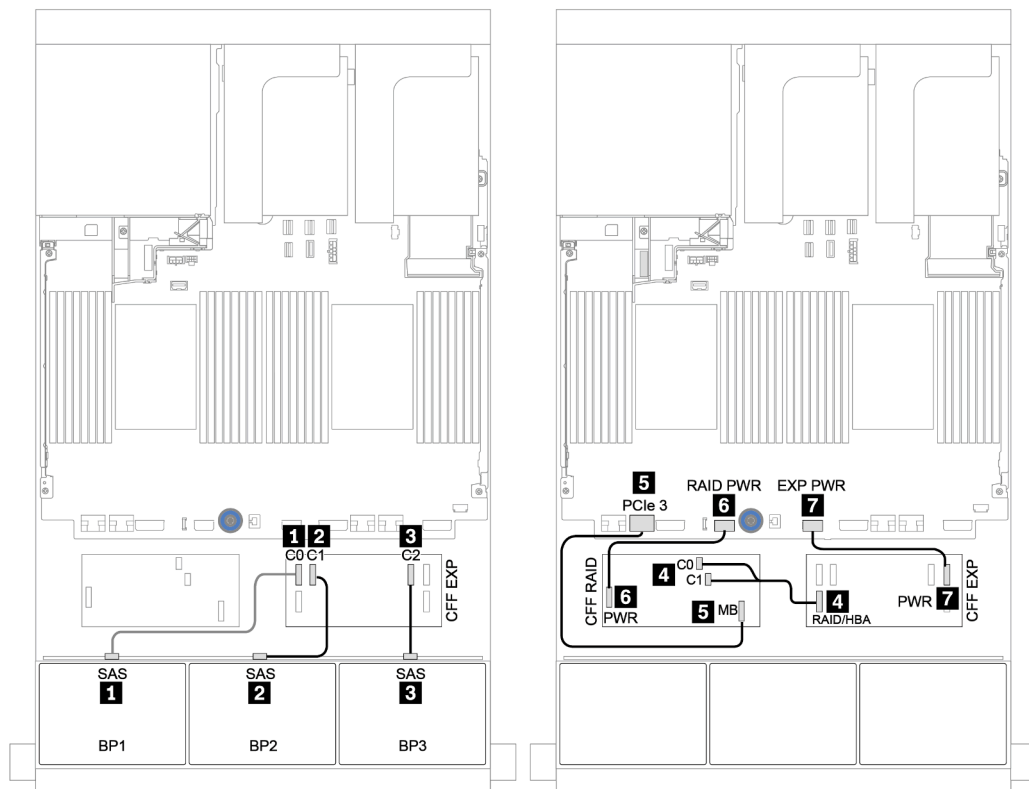 1 2 3
C0 C1 C2
CFF EXP
SAS SAS SAS
1 2 3
BP1 BP2 BP3
5 RAID PWR EXP PWR
PCIe 3 6 7
CFF RAID
4 C0
C1
6
PWR
5 MB
4
RAID/HBA
PWR 7
CFF EXP